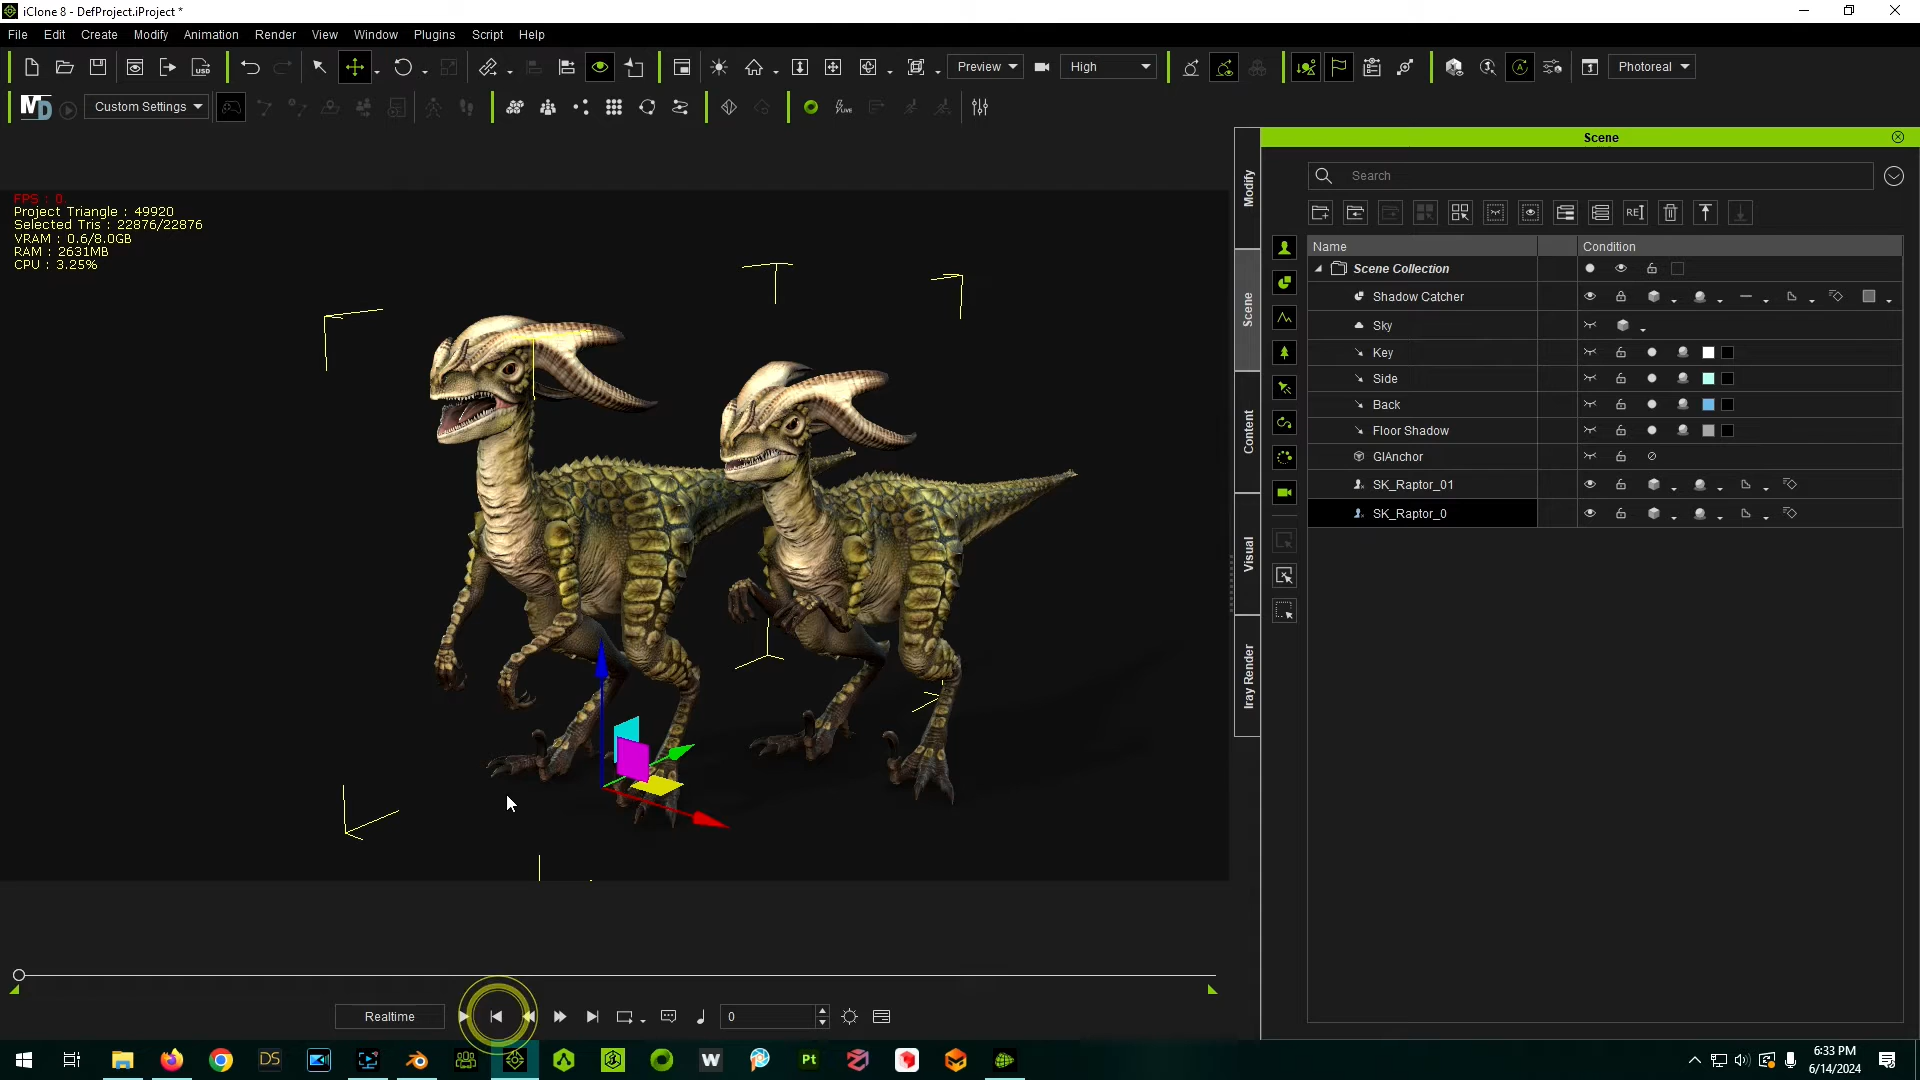 iClone 8 - DefProject.iProject *
File Edit Create Modify Animation Render View Window Plugins Script Help
Preview High Photoreal
Custom Settings
Scene
Search
FPS : 0.
Project Triangle : 49920
Selected Tris : 22876/22876
VRAM : 0.6/8.0GB
RAM : 2631MB
CPU : 3.25%
Modify
Scene
Content
Visual
Iray Render
Name Condition
Scene Collection
Shadow Catcher
Sky
Key
Side
Back
Floor Shadow
GIAnchor
SK_Raptor_01
SK_Raptor_0
Realtime 0
6:33 PM
6/14/2024